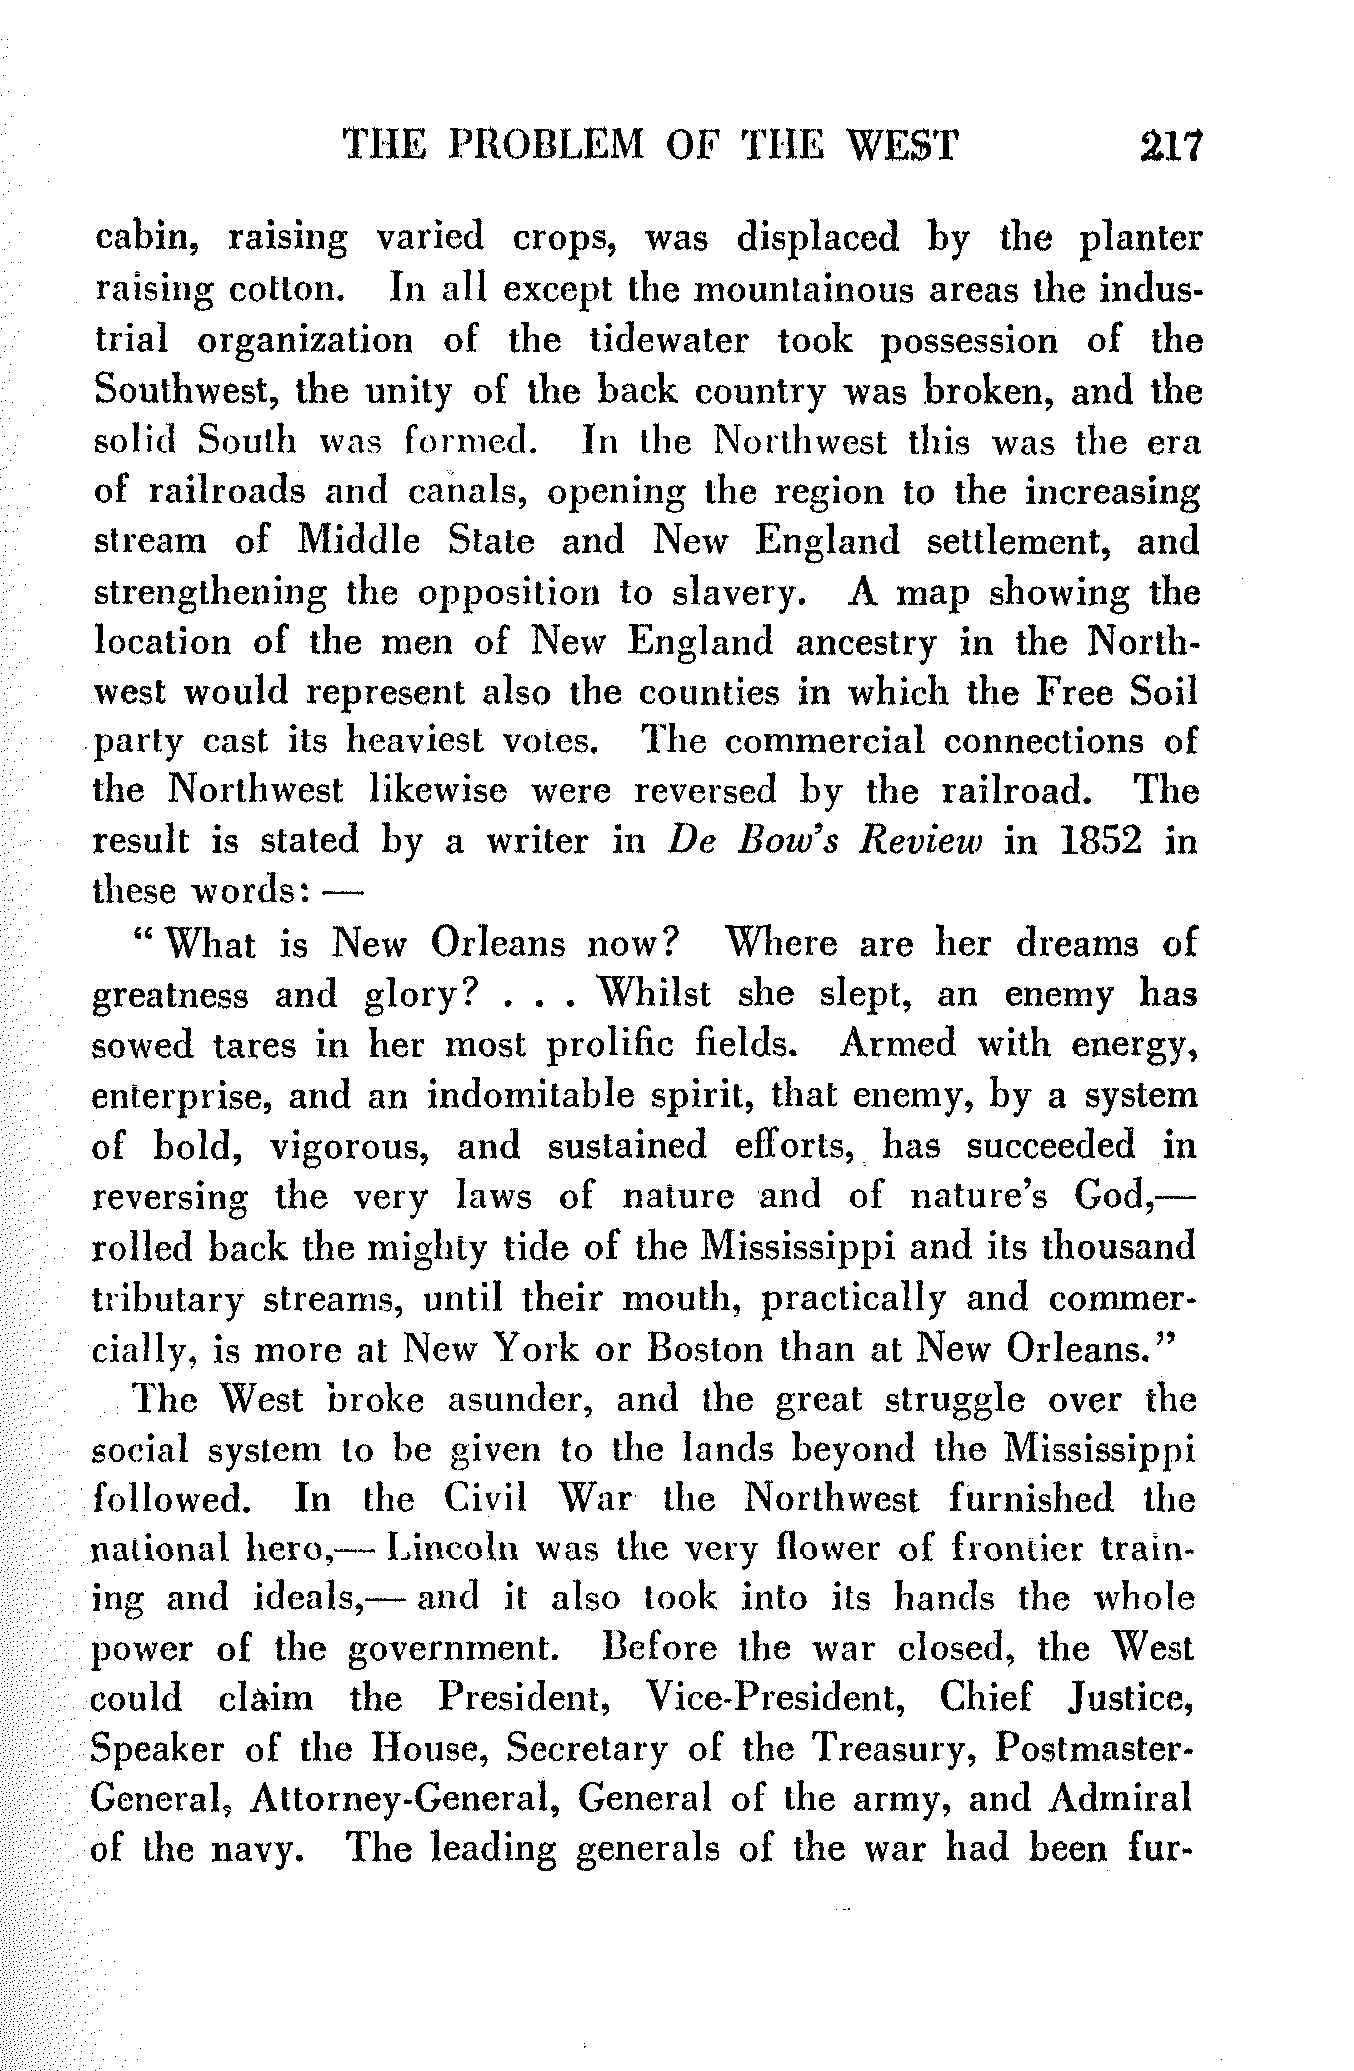 THE PROBLEM OF THE WEST 217
cabin, raising varied crops, was displaced by the planter
raising cotton. In all except the mountainous areas the indus-
trial organization of the tidewater took possession of the
Southwest, the unity of the back country was broken, and the
solid South was formed. In the Northwest this was the era
of railroads and canals, opening the region to the increasing
stream of Middle State and New England settlement, and
strengthening the opposition to slavery. A map showing the
location of the men of New England ancestry in the North-
west would represent also the counties in which the Free Soil
party cast its heaviest votes. The commercial connections of
the Northwest likewise were reversed by the railroad. The
result is stated by a writer in De Bow's Review in 1852 in
these words: —
"What is New Orleans now? Where are her dreams of
greatness and glory? . . . Whilst she slept, an enemy has
sowed tares in her most prolific fields. Armed with energy,
enterprise, and an indomitable spirit, that enemy, by a system
of bold, vigorous, and sustained efforts, has succeeded in
reversing the very laws of nature and of nature's God,—
rolled back the mighty tide of the Mississippi and its thousand
tributary streams, until their mouth, practically and commer-
cially, is more at New York or Boston than at New Orleans."
The West broke asunder, and the great struggle over the
social system to be given to the lands beyond the Mississippi
followed. In the Civil War the Northwest furnished the
national hero,— Lincoln was the very flower of frontier train-
ing and ideals,— and it also took into its hands the whole
power of the government. Before the war closed, the West
could claim the President, Vice-President, Chief Justice,
Speaker of the House, Secretary of the Treasury, Postmaster-
General, Attorney-General, General of the army, and Admiral
of the navy. The leading generals of the war had been fur-